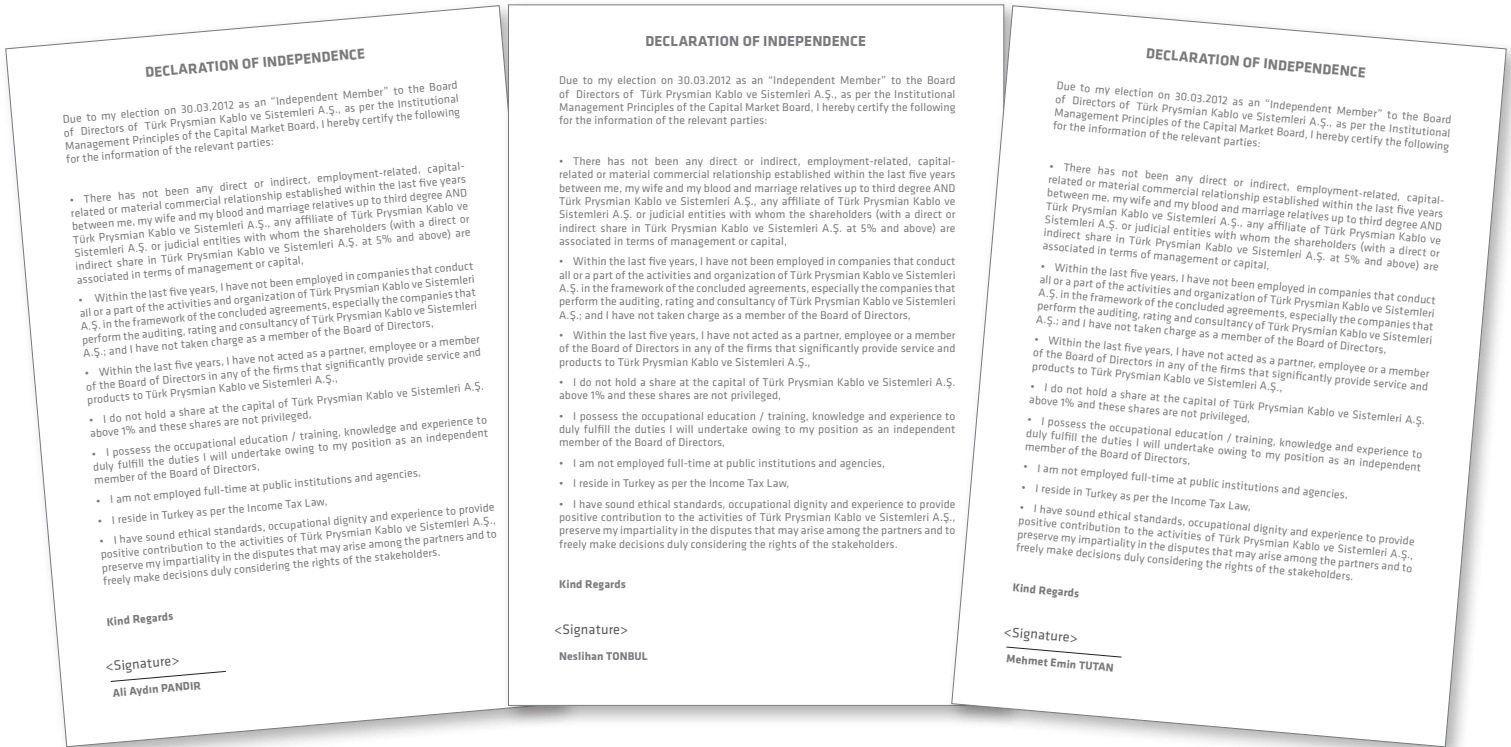 DECLARATION OF INDEPENDENCE
Due to my election on 30.03.2012 as an “Independent Member” to the Board
of Directors of Türk Prysmian Kablo ve Sistemleri A.Ş., as per the Institutional
Management Principles of the Capital Market Board, I hereby certify the following
for the information of the relevant parties:
• There has not been any direct or indirect, employment-related, capital-
related or material commercial relationship established within the last five years
between me, my wife and my blood and marriage relatives up to third degree AND
Türk Prysmian Kablo ve Sistemleri A.Ş., any affiliate of Türk Prysmian Kablo ve
Sistemleri A.Ş. or judicial entities with whom the shareholders (with a direct or
indirect share in Türk Prysmian Kablo ve Sistemleri A.Ş. at 5% and above) are
associated in terms of management or capital,
• Within the last five years, I have not been employed in companies that conduct
all or a part of the activities and organization of Türk Prysmian Kablo ve Sistemleri
A.Ş. in the framework of the concluded agreements, especially the companies that
perform the auditing, rating and consultancy of Türk Prysmian Kablo ve Sistemleri
A.Ş.; and I have not taken charge as a member of the Board of Directors,
• Within the last five years, I have not acted as a partner, employee or a member
of the Board of Directors in any of the firms that significantly provide service and
products to Türk Prysmian Kablo ve Sistemleri A.Ş.,
• I do not hold a share at the capital of Türk Prysmian Kablo ve Sistemleri A.Ş.
above 1% and these shares are not privileged,
• I possess the occupational education / training, knowledge and experience to
duly fulfill the duties I will undertake owing to my position as an independent
member of the Board of Directors,
• I am not employed full-time at public institutions and agencies,
• I reside in Turkey as per the Income Tax Law,
• I have sound ethical standards, occupational dignity and experience to provide
positive contribution to the activities of Türk Prysmian Kablo ve Sistemleri A.Ş.,
preserve my impartiality in the disputes that may arise among the partners and to
freely make decisions duly considering the rights of the stakeholders.
Kind Regards
<Signature>
Ali Aydın PANDIR
DECLARATION OF INDEPENDENCE
Due to my election on 30.03.2012 as an “Independent Member” to the Board
of Directors of Türk Prysmian Kablo ve Sistemleri A.Ş., as per the Institutional
Management Principles of the Capital Market Board, I hereby certify the following
for the information of the relevant parties:
• There has not been any direct or indirect, employment-related, capital-
related or material commercial relationship established within the last five years
between me, my wife and my blood and marriage relatives up to third degree AND
Türk Prysmian Kablo ve Sistemleri A.Ş., any affiliate of Türk Prysmian Kablo ve
Sistemleri A.Ş. or judicial entities with whom the shareholders (with a direct or
indirect share in Türk Prysmian Kablo ve Sistemleri A.Ş. at 5% and above) are
associated in terms of management or capital,
• Within the last five years, I have not been employed in companies that conduct
all or a part of the activities and organization of Türk Prysmian Kablo ve Sistemleri
A.Ş. in the framework of the concluded agreements, especially the companies that
perform the auditing, rating and consultancy of Türk Prysmian Kablo ve Sistemleri
A.Ş.; and I have not taken charge as a member of the Board of Directors,
• Within the last five years, I have not acted as a partner, employee or a member
of the Board of Directors in any of the firms that significantly provide service and
products to Türk Prysmian Kablo ve Sistemleri A.Ş.,
• I do not hold a share at the capital of Türk Prysmian Kablo ve Sistemleri A.Ş.
above 1% and these shares are not privileged,
• I possess the occupational education / training, knowledge and experience to
duly fulfill the duties I will undertake owing to my position as an independent
member of the Board of Directors,
• I am not employed full-time at public institutions and agencies,
• I reside in Turkey as per the Income Tax Law,
• I have sound ethical standards, occupational dignity and experience to provide
positive contribution to the activities of Türk Prysmian Kablo ve Sistemleri A.Ş.,
preserve my impartiality in the disputes that may arise among the partners and to
freely make decisions duly considering the rights of the stakeholders.
Kind Regards
<Signature>
Neslihan TONBUL
DECLARATION OF INDEPENDENCE
Due to my election on 30.03.2012 as an “Independent Member” to the Board
of Directors of Türk Prysmian Kablo ve Sistemleri A.Ş., as per the Institutional
Management Principles of the Capital Market Board, I hereby certify the following
for the information of the relevant parties:
• There has not been any direct or indirect, employment-related, capital-
related or material commercial relationship established within the last five years
between me, my wife and my blood and marriage relatives up to third degree AND
Türk Prysmian Kablo ve Sistemleri A.Ş., any affiliate of Türk Prysmian Kablo ve
Sistemleri A.Ş. or judicial entities with whom the shareholders (with a direct or
indirect share in Türk Prysmian Kablo ve Sistemleri A.Ş. at 5% and above) are
associated in terms of management or capital,
• Within the last five years, I have not been employed in companies that conduct
all or a part of the activities and organization of Türk Prysmian Kablo ve Sistemleri
A.Ş. in the framework of the concluded agreements, especially the companies that
perform the auditing, rating and consultancy of Türk Prysmian Kablo ve Sistemleri
A.Ş.; and I have not taken charge as a member of the Board of Directors,
• Within the last five years, I have not acted as a partner, employee or a member
of the Board of Directors in any of the firms that significantly provide service and
products to Türk Prysmian Kablo ve Sistemleri A.Ş.,
• I do not hold a share at the capital of Türk Prysmian Kablo ve Sistemleri A.Ş.
above 1% and these shares are not privileged,
• I possess the occupational education / training, knowledge and experience to
duly fulfill the duties I will undertake owing to my position as an independent
member of the Board of Directors,
• I am not employed full-time at public institutions and agencies,
• I reside in Turkey as per the Income Tax Law,
• I have sound ethical standards, occupational dignity and experience to provide
positive contribution to the activities of Türk Prysmian Kablo ve Sistemleri A.Ş.,
preserve my impartiality in the disputes that may arise among the partners and to
freely make decisions duly considering the rights of the stakeholders.
Kind Regards
<Signature>
Mehmet Emin TUTAN